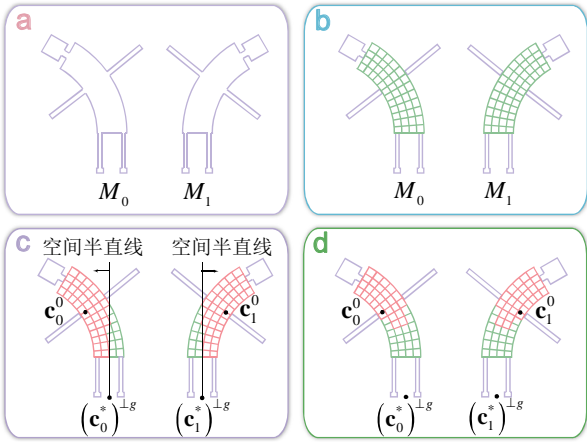 a
M₀ M₁
b
M₀ M₁
c
空间半直线 空间半直线
c₀⁰ c₁⁰
(c₀*)^⊥g (c₁*)^⊥g
d
c₀⁰ c₁⁰
(c₀*)^⊥g (c₁*)^⊥g